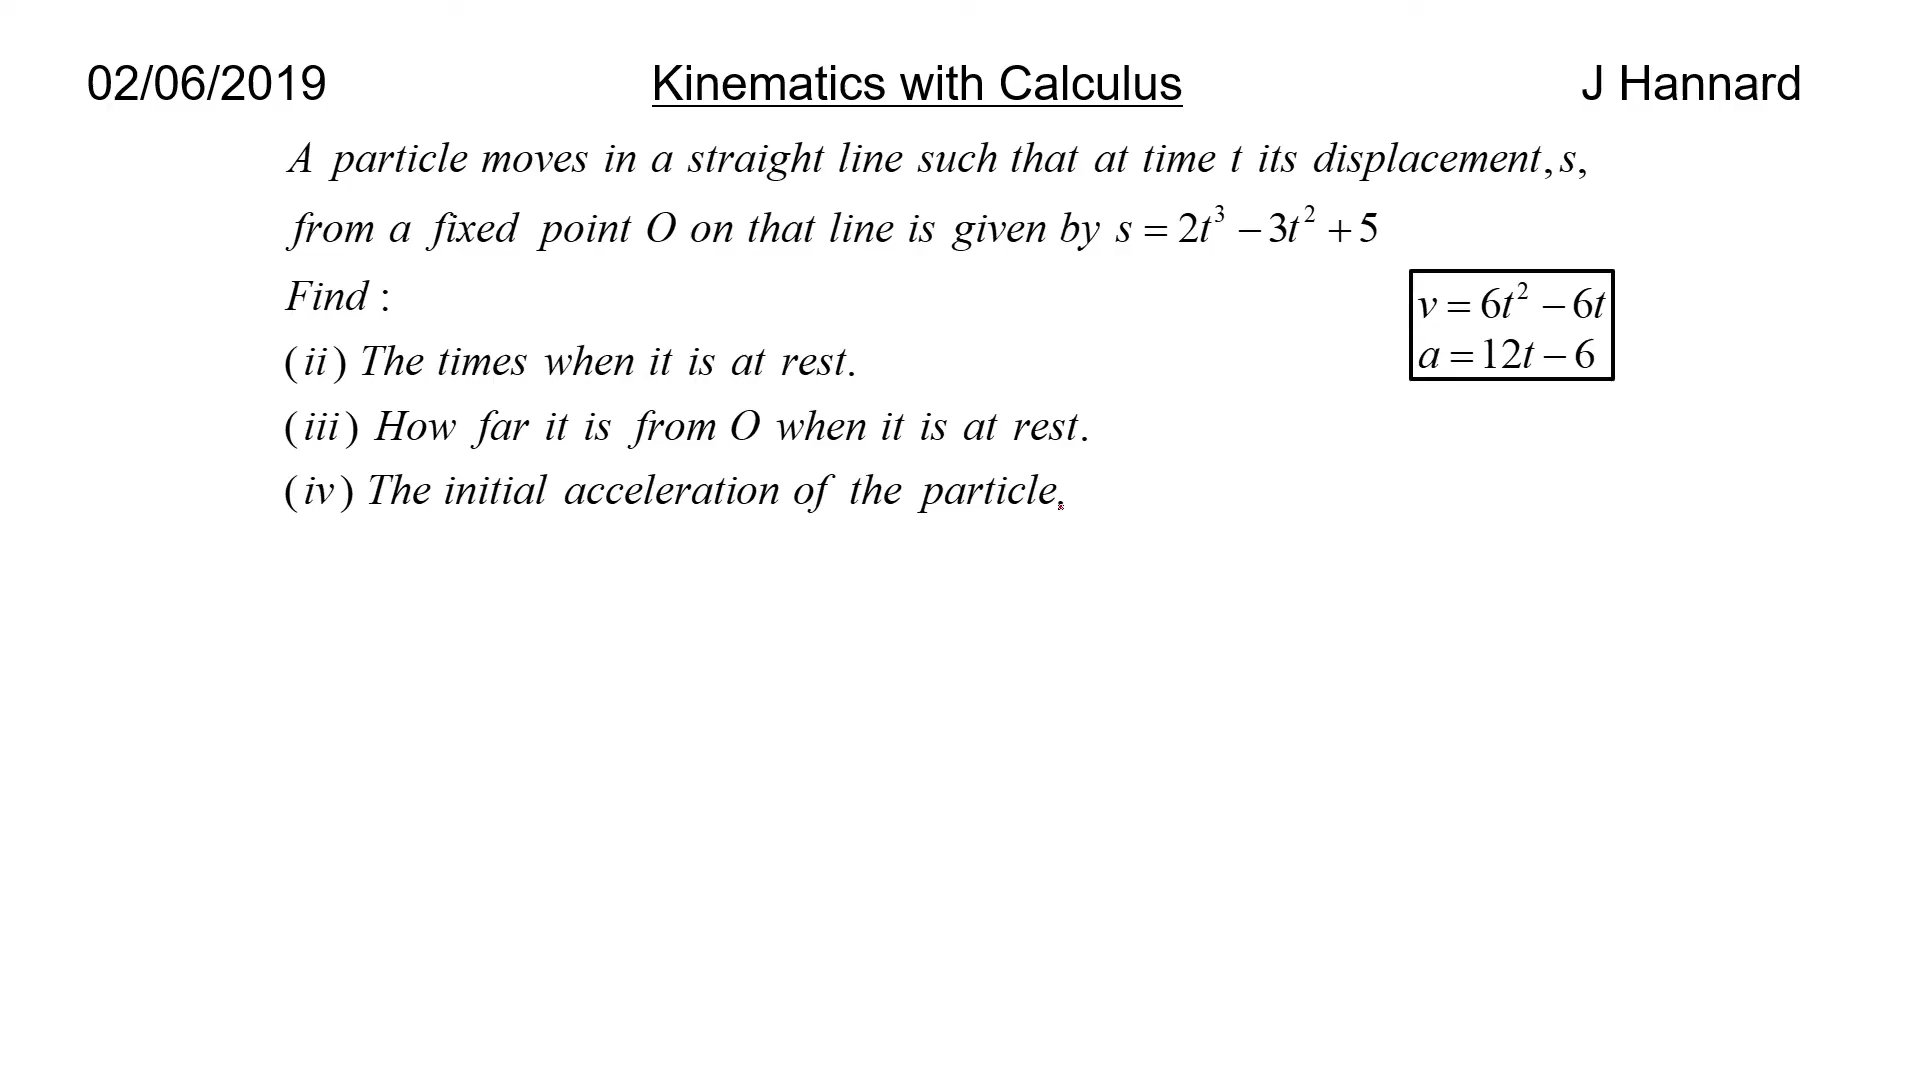 02/06/2019 Kinematics with Calculus J Hannard
A particle moves in a straight line such that at time t its displacement, s,
from a fixed point O on that line is given by s = 2t³ − 3t² + 5
Find :
v = 6t² − 6t
a = 12t − 6
(ii) The times when it is at rest.
(iii) How far it is from O when it is at rest.
(iv) The initial acceleration of the particle.